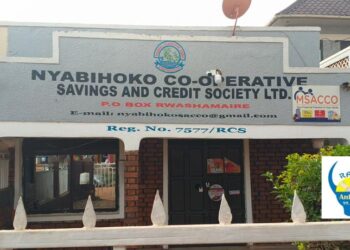 NYABIHOKO CO-OPERATIVE
SAVINGS AND CREDIT SOCIETY LTD.
MSACCO
P.O BOX RWASHAMAIRE
E-mail: nyabihokosacco@gmail.com
Reg. No. 7577/RCS